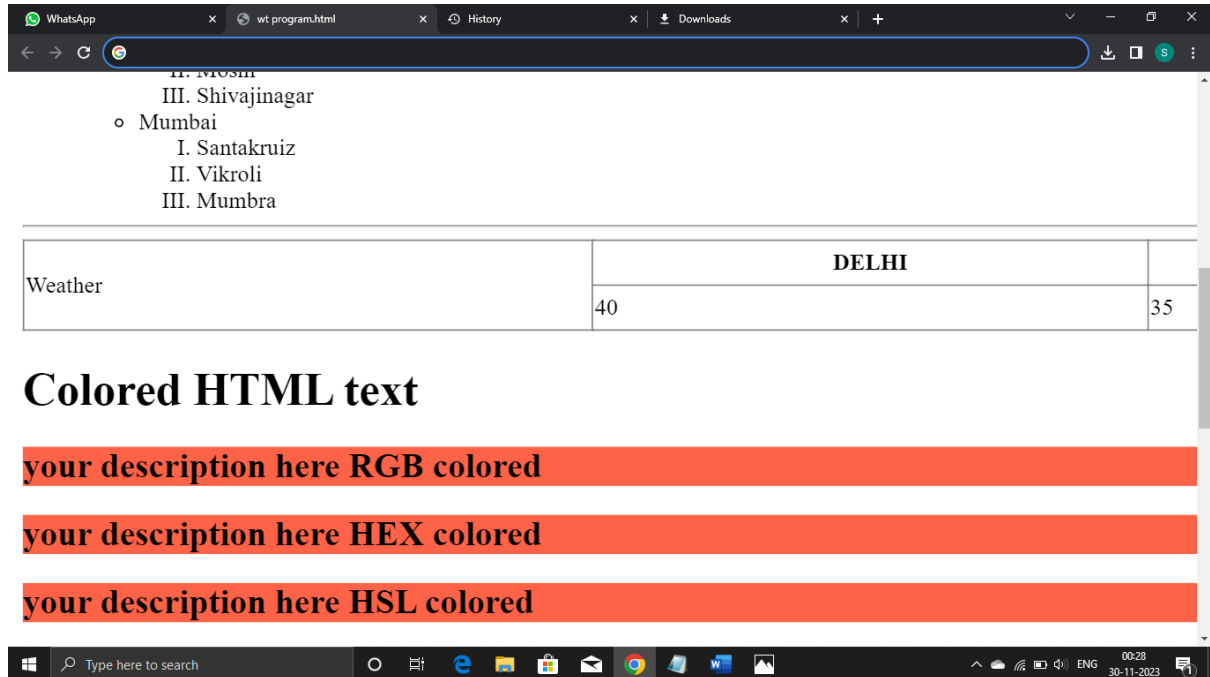 WhatsApp
wt program.html
History
Downloads
II. Moshi
III. Shivajinagar
Mumbai
I. Santakruiz
II. Vikroli
III. Mumbra
Weather
DELHI
40
35
Colored HTML text
your description here RGB colored
your description here HEX colored
your description here HSL colored
Type here to search
ENG
00:28
30-11-2023